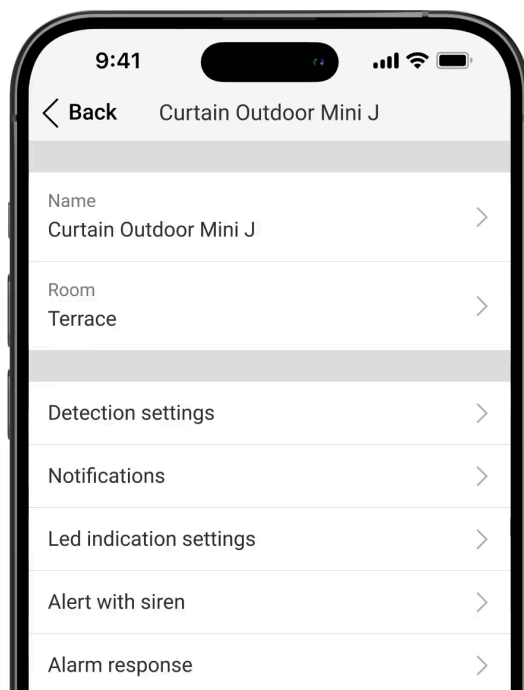 9:41
Back Curtain Outdoor Mini J
Name
Curtain Outdoor Mini J
Room
Terrace
Detection settings
Notifications
Led indication settings
Alert with siren
Alarm response